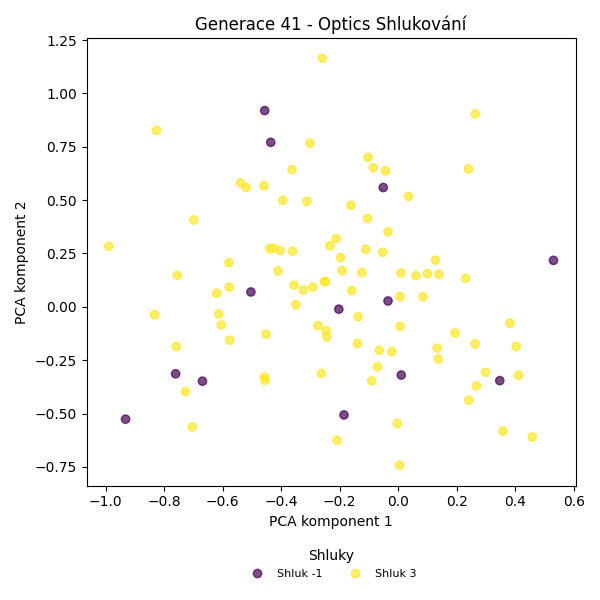 Generace 41 - Optics Shlukování
PCA komponent 2
1.25
1.00
0.75
0.50
0.25
0.00
−0.25
−0.50
−0.75
−1.0 −0.8 −0.6 −0.4 −0.2 0.0 0.2 0.4 0.6
PCA komponent 1
Shluky
Shluk -1 Shluk 3